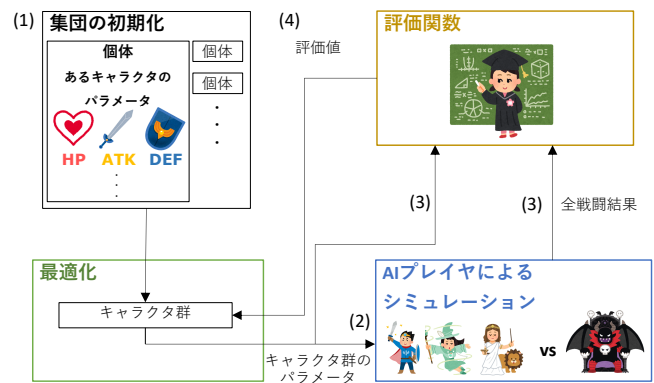 (1)
集団の初期化
個体
あるキャラクタの
パラメータ
HP ATK DEF
・
・
・
個体
個体
・
・
・
(4)
評価値
評価関数
(3)
(3)
全戦闘結果
最適化
キャラクタ群
(2)
キャラクタ群の
パラメータ
AIプレイヤによる
シミュレーション
vs